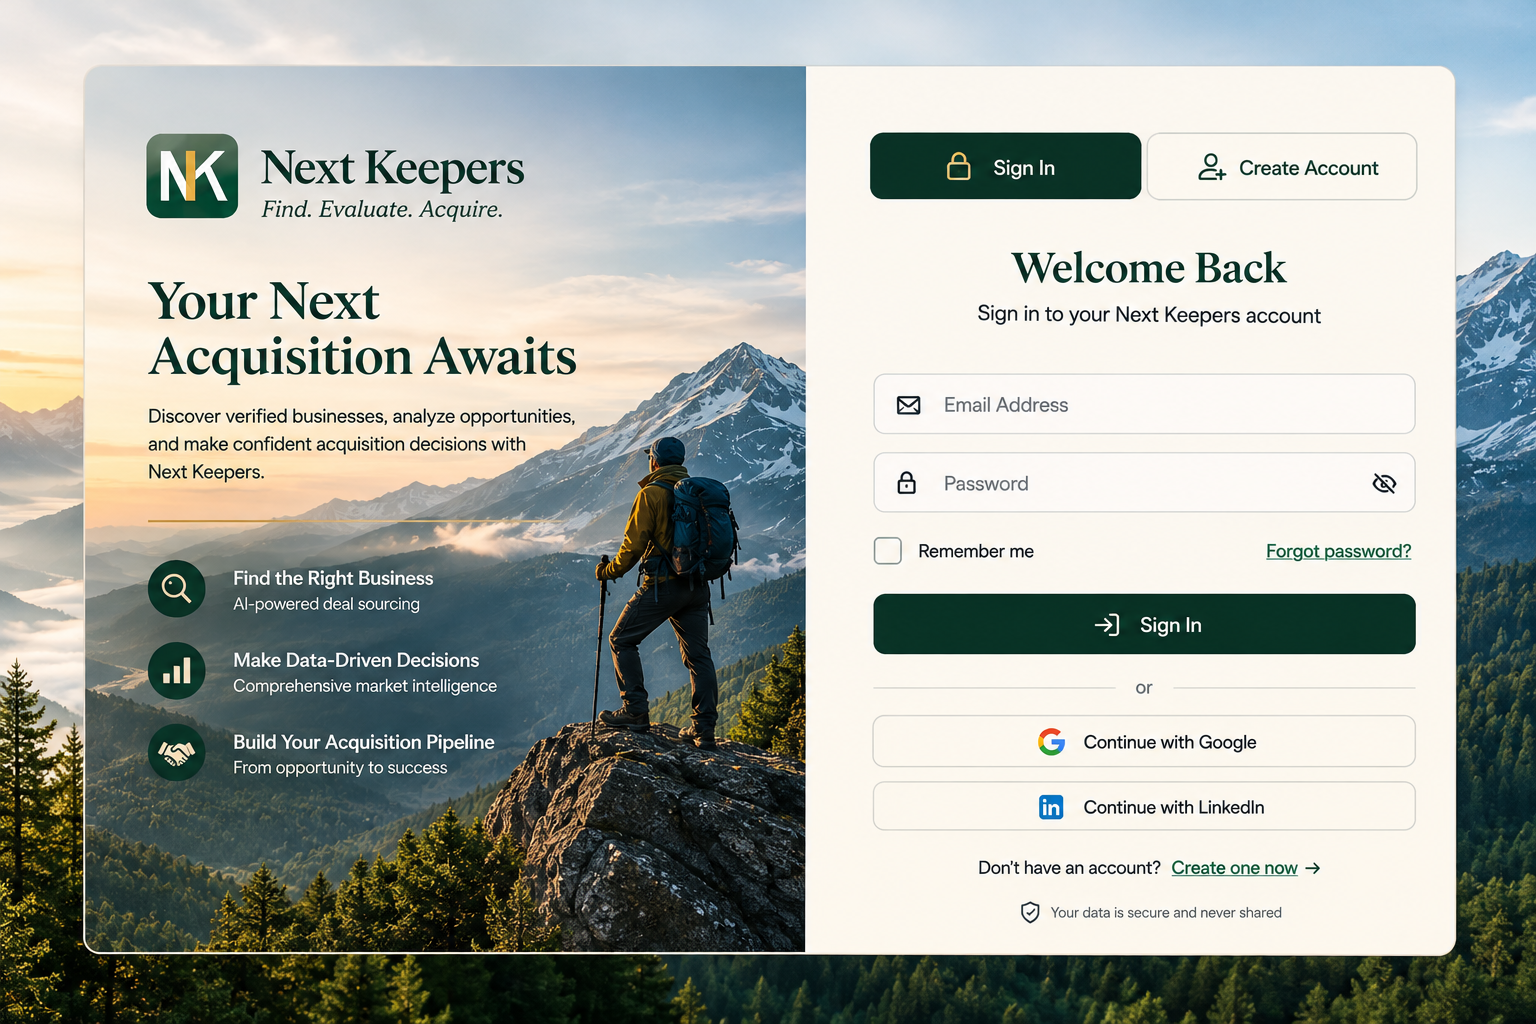 NK
Next Keepers
Find. Evaluate. Acquire.
Your Next
Acquisition Awaits
Discover verified businesses, analyze opportunities,
and make confident acquisition decisions with
Next Keepers.
Find the Right Business
AI-powered deal sourcing
Make Data-Driven Decisions
Comprehensive market intelligence
Build Your Acquisition Pipeline
From opportunity to success
Sign In
Create Account
Welcome Back
Sign in to your Next Keepers account
Email Address
Password
Remember me
Forgot password?
Sign In
or
Continue with Google
in
Continue with LinkedIn
Don't have an account? Create one now →
Your data is secure and never shared